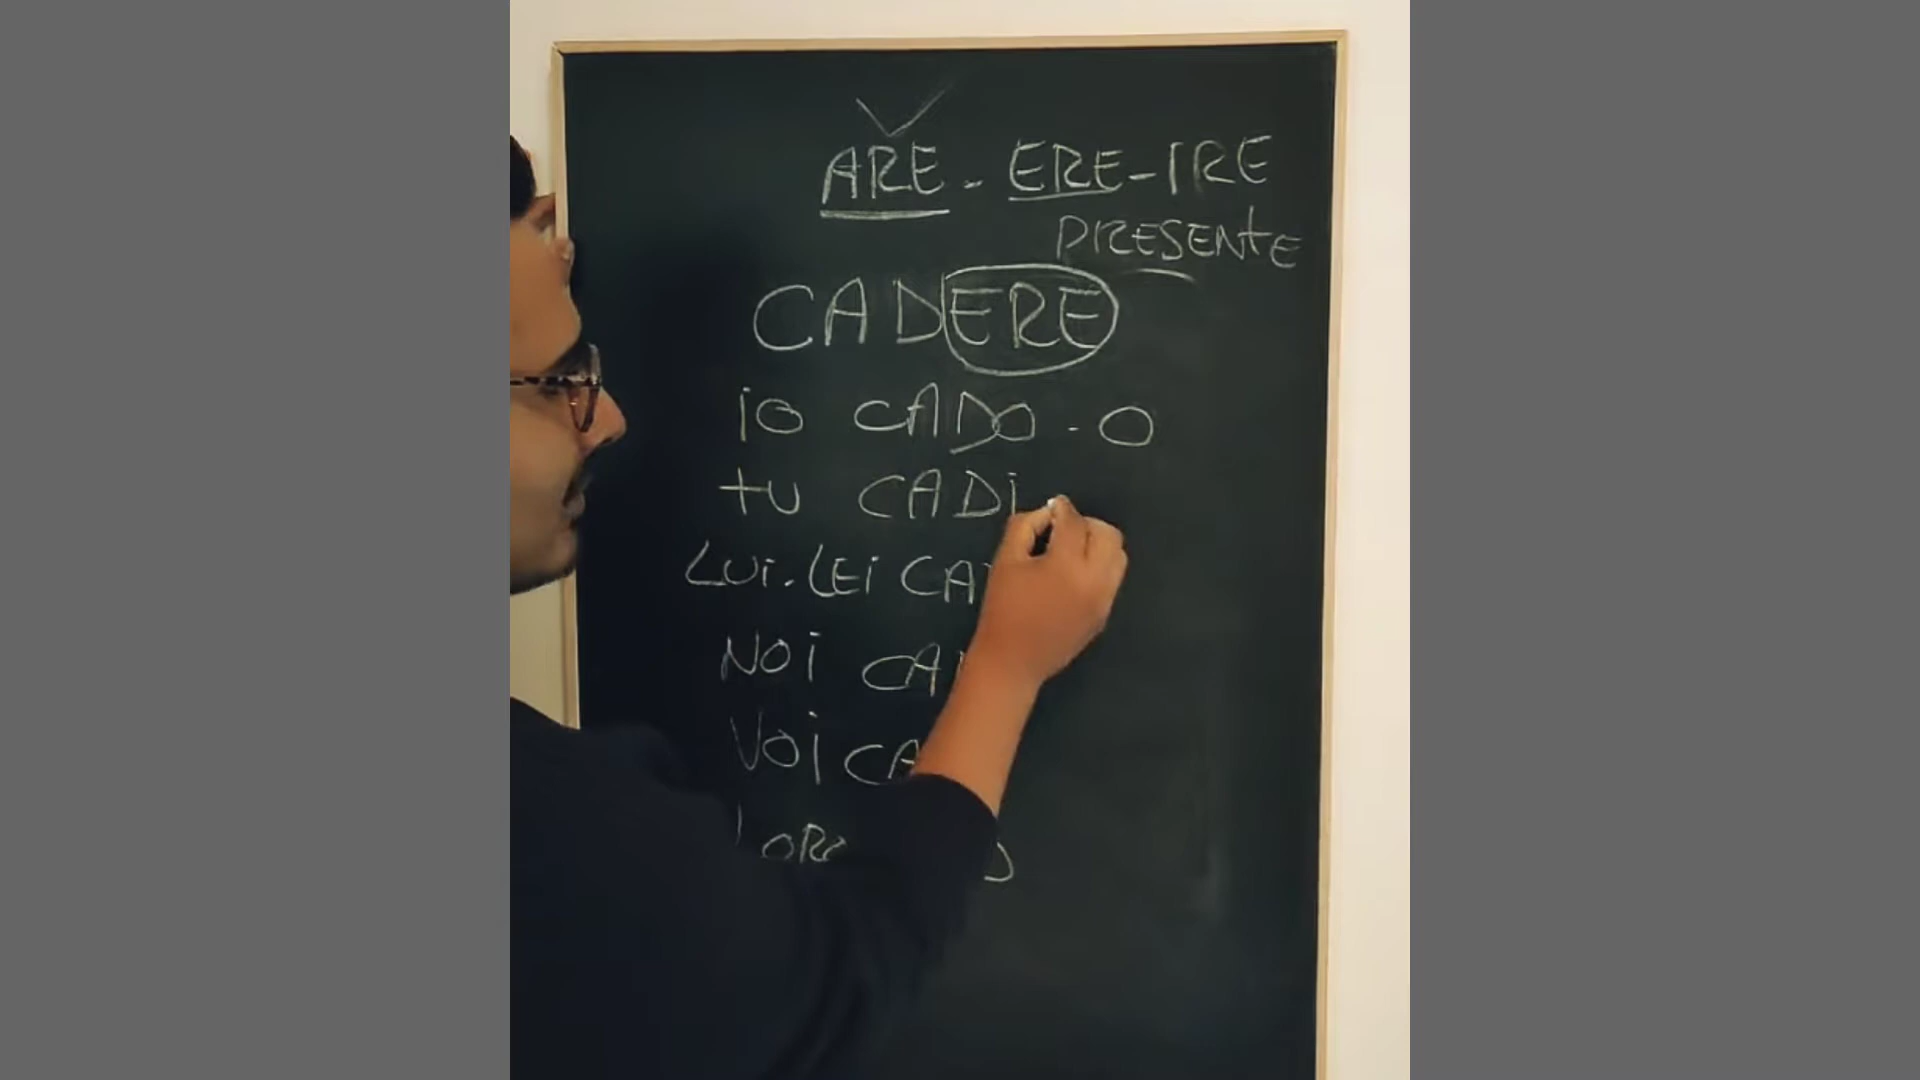 ARE - ERE - IRE
PRESENTE
CADERE
io CADO - O
tu CADi
LUi - LEi
NOi
VOi